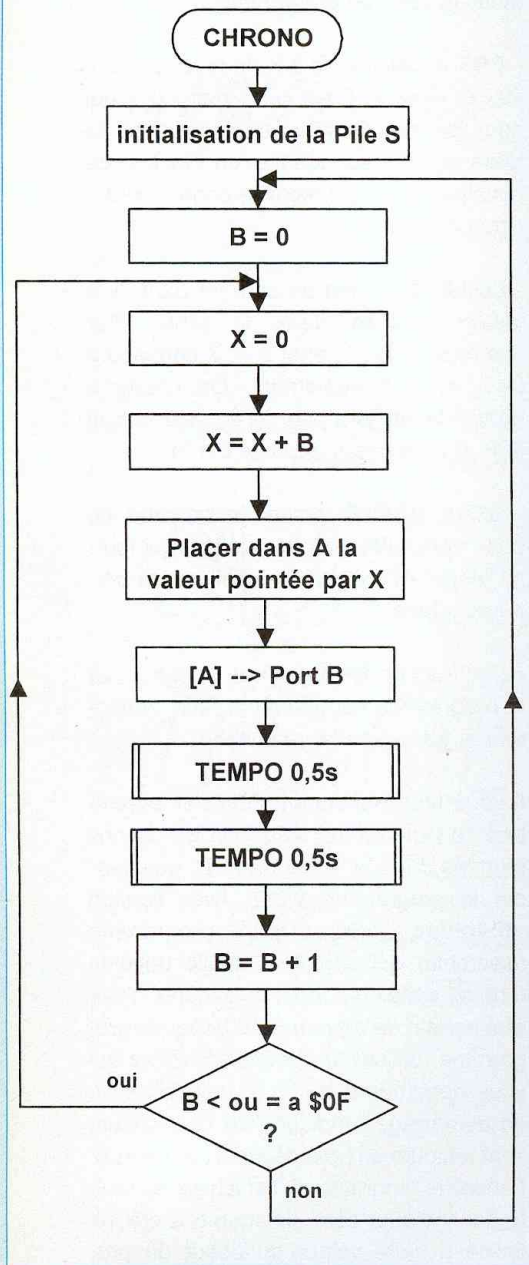 CHRONO
initialisation de la Pile S
B = 0
X = 0
X = X + B
Placer dans A la
valeur pointée par X
[A] --> Port B
TEMPO 0,5s
TEMPO 0,5s
B = B + 1
oui
B < ou = a $0F
?
non